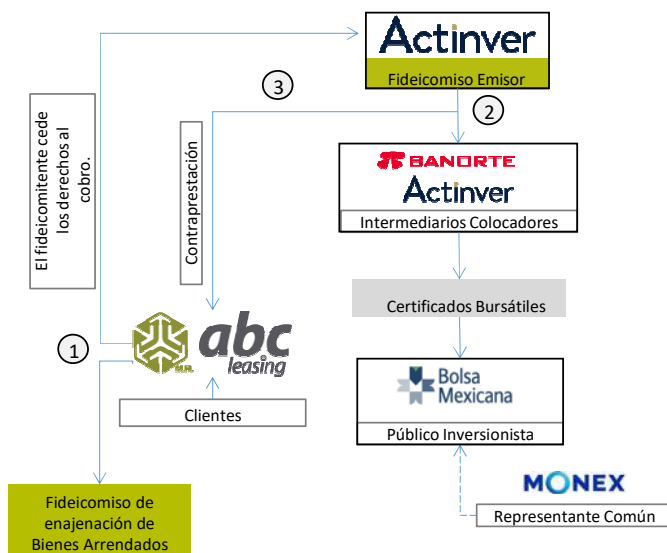 Actinver
Fideicomiso Emisor
3
2
El fideicomitente cede
los derechos al
cobro.
Contraprestación
BANORTE
Actinver
Intermediarios Colocadores
Certificados Bursátiles
1
M.R.
abc
leasing
Clientes
Bolsa
Mexicana
Público Inversionista
Fideicomiso de
enajenación de
Bienes Arrendados
MONEX
Representante Común